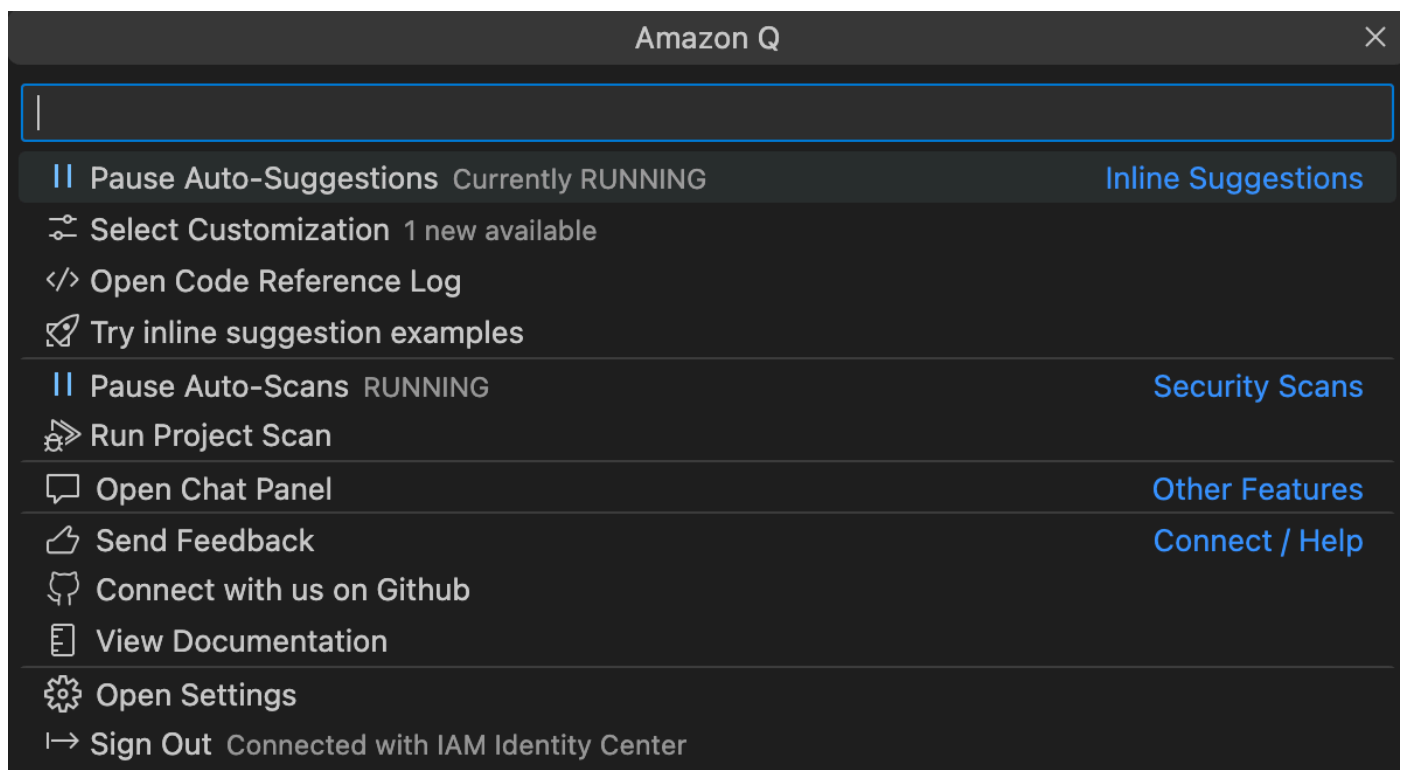 Amazon Q
Pause Auto-Suggestions Currently RUNNING Inline Suggestions
Select Customization 1 new available
Open Code Reference Log
Try inline suggestion examples
Pause Auto-Scans RUNNING Security Scans
Run Project Scan
Open Chat Panel Other Features
Send Feedback Connect / Help
Connect with us on Github
View Documentation
Open Settings
Sign Out Connected with IAM Identity Center